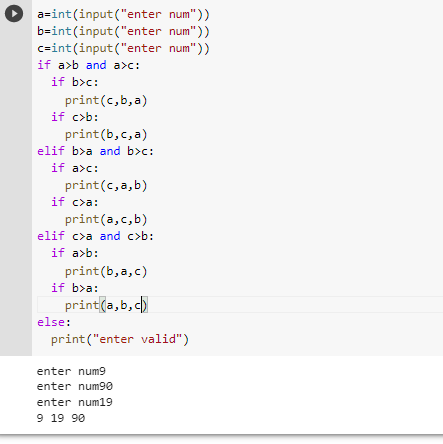 a=int(input("enter num"))
b=int(input("enter num"))
c=int(input("enter num"))
if a>b and a>c:
  if b>c:
    print(c,b,a)
  if c>b:
    print(b,c,a)
elif b>a and b>c:
  if a>c:
    print(c,a,b)
  if c>a:
    print(a,c,b)
elif c>a and c>b:
  if a>b:
    print(b,a,c)
  if b>a:
    print(a,b,c)
else:
  print("enter valid")
enter num9
enter num90
enter num19
9 19 90